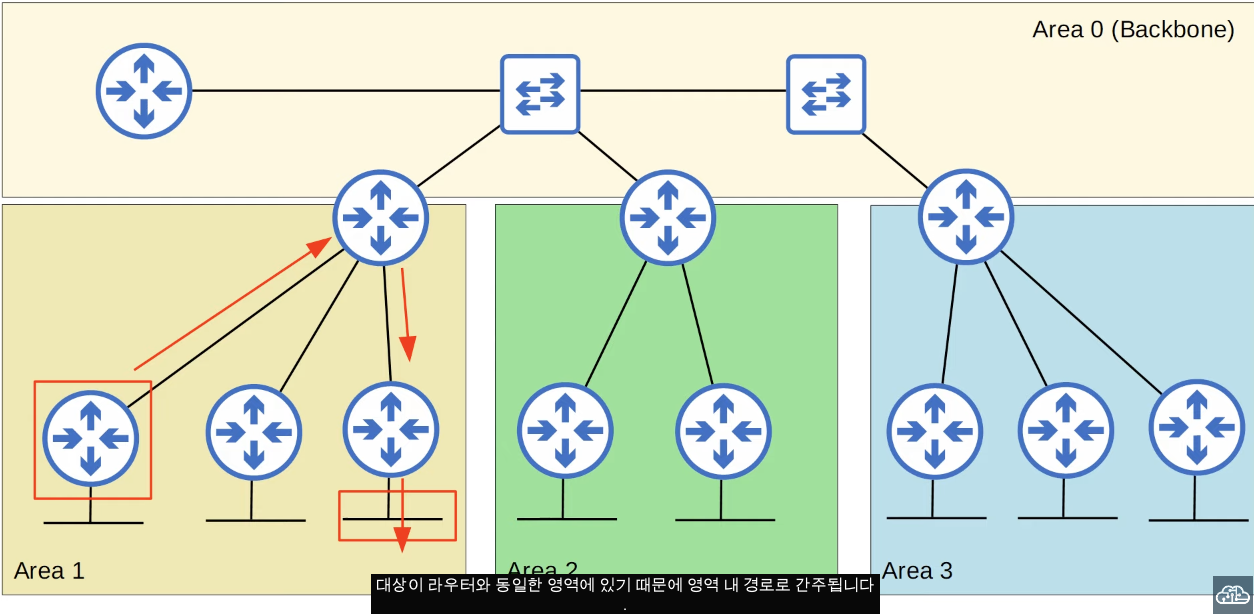 Area 0 (Backbone)
Area 1
Area 2
Area 3
대상이 라우터와 동일한 영역에 있기 때문에 영역 내 경로로 간주됩니다
.